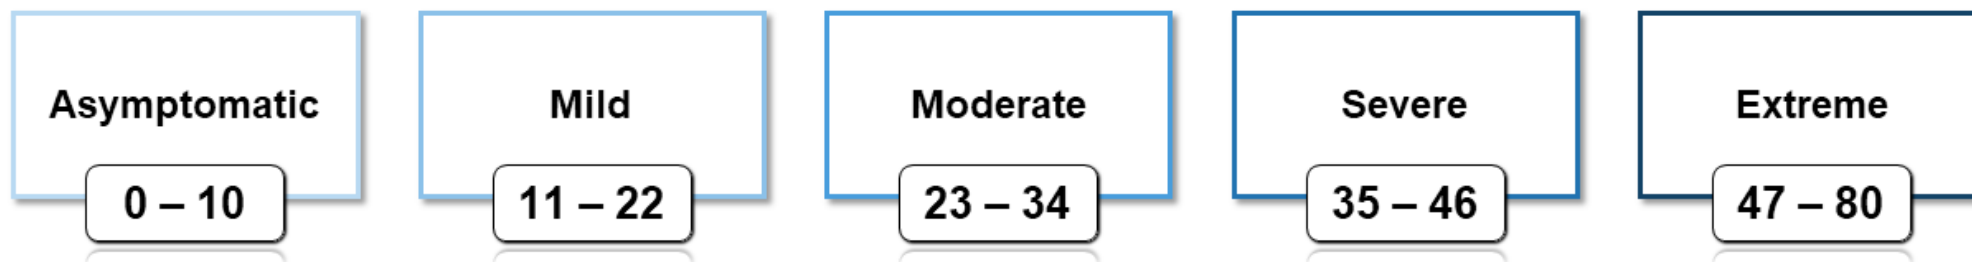 Asymptomatic
0 – 10
Mild
11 – 22
Moderate
23 – 34
Severe
35 – 46
Extreme
47 – 80